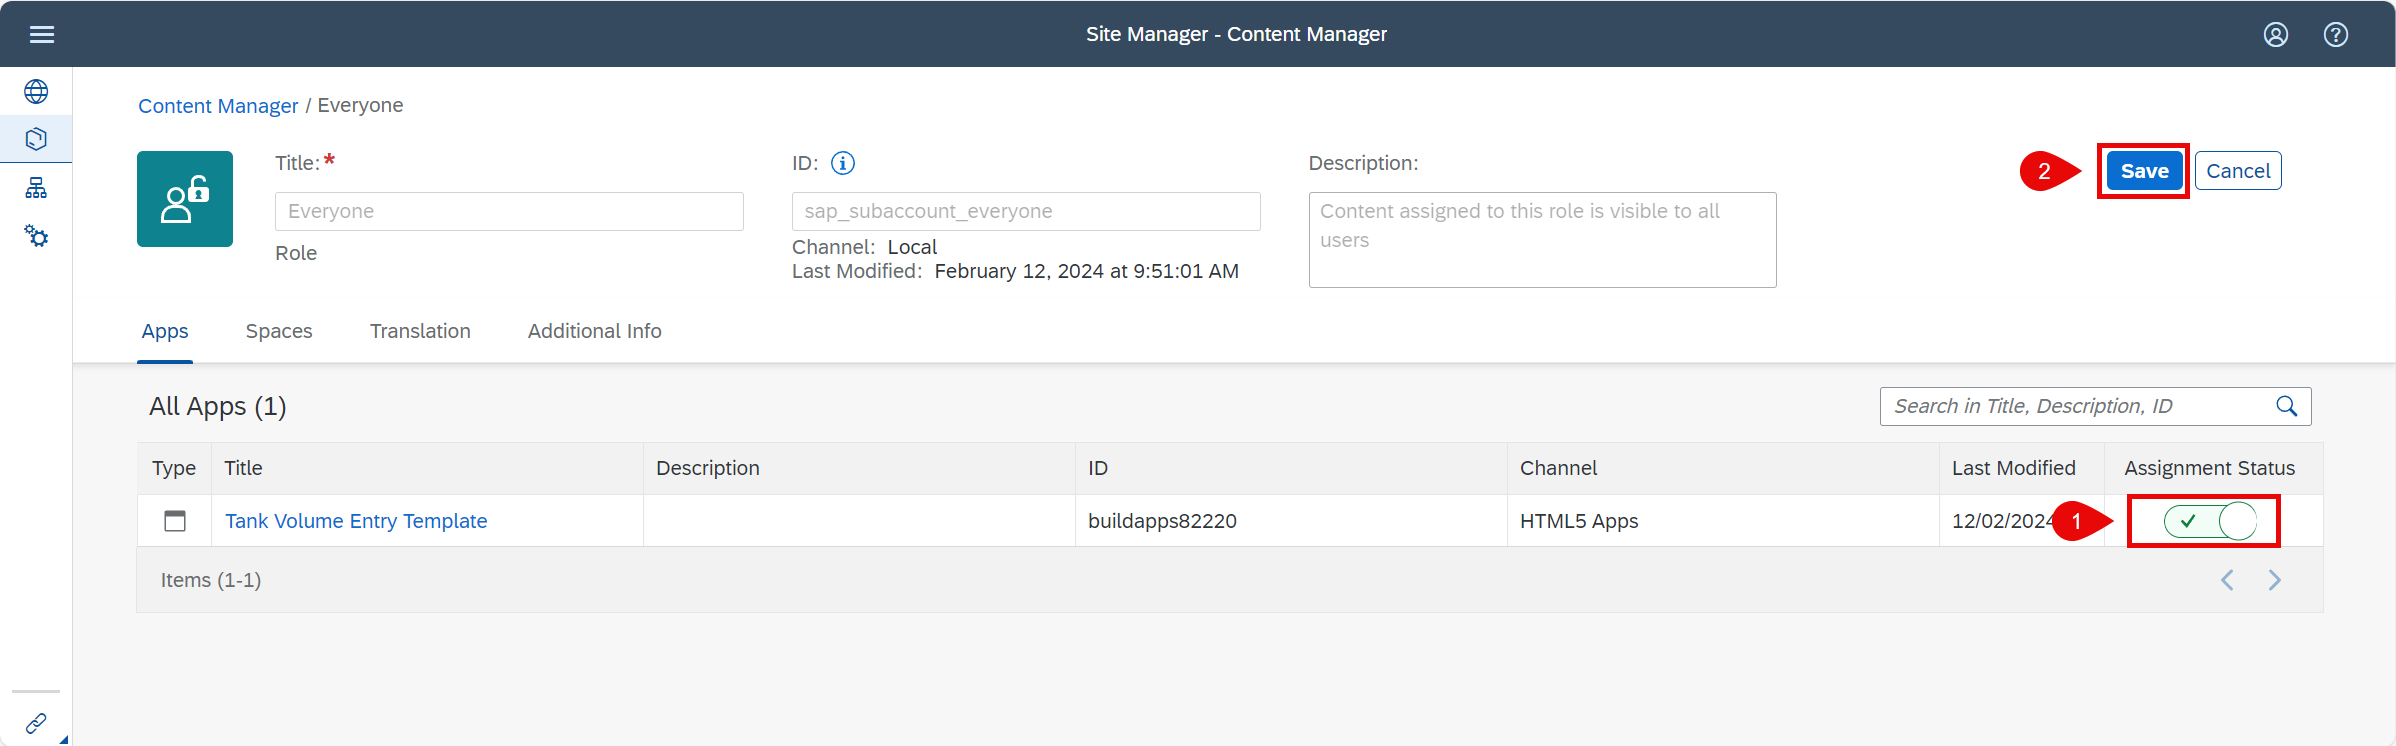 Site Manager - Content Manager
Content Manager / Everyone
Title:*
Everyone
Role
ID:
sap_subaccount_everyone
Channel: Local
Last Modified: February 12, 2024 at 9:51:01 AM
Description:
Content assigned to this role is visible to all
users
2
Save
Cancel
Apps Spaces Translation Additional Info
All Apps (1)
Search in Title, Description, ID
Type Title Description ID Channel Last Modified Assignment Status
Tank Volume Entry Template buildapps82220 HTML5 Apps 12/02/2024 1
Items (1-1)